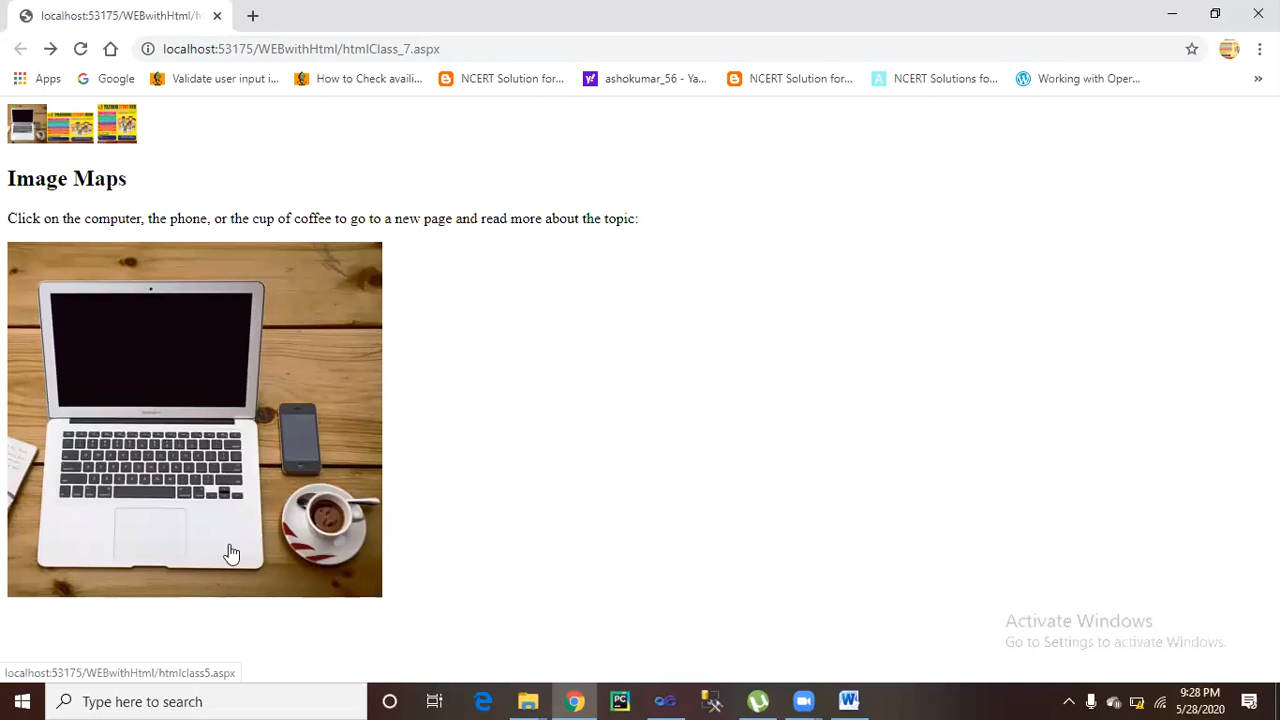 localhost:53175/WEBwithHtml/h
localhost:53175/WEBwithHtml/htmlClass_7.aspx
Apps Google Validate user input i... How to Check avail... NCERT Solution for... ashokumar_56 - Ya... NCERT Solution for... NCERT Solutions fo... Working with Oper... »
Image Maps
Click on the computer, the phone, or the cup of coffee to go to a new page and read more about the topic:
Activate Windows
Go to Settings to activate Windows.
localhost:53175/WEBwithHtml/htmlclass5.aspx
Type here to search
9:28 PM
5/28/2020